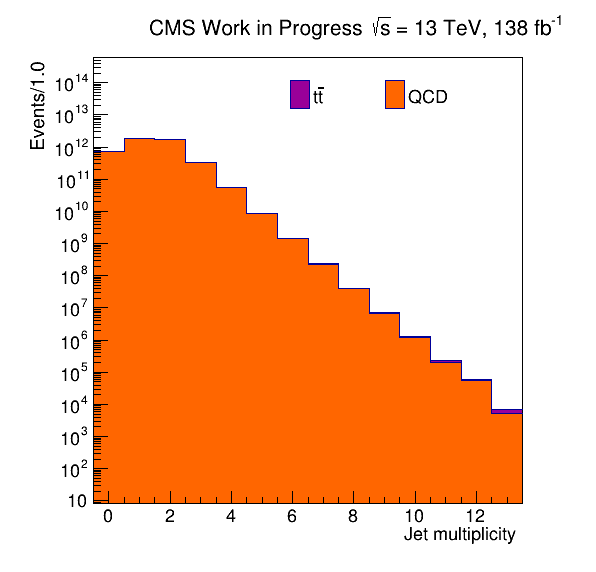 CMS Work in Progress √s = 13 TeV, 138 fb⁻¹
Events/1.0
tt̄
QCD
10¹⁴
10¹³
10¹²
10¹¹
10¹⁰
10⁹
10⁸
10⁷
10⁶
10⁵
10⁴
10³
10²
10
0 2 4 6 8 10 12
Jet multiplicity